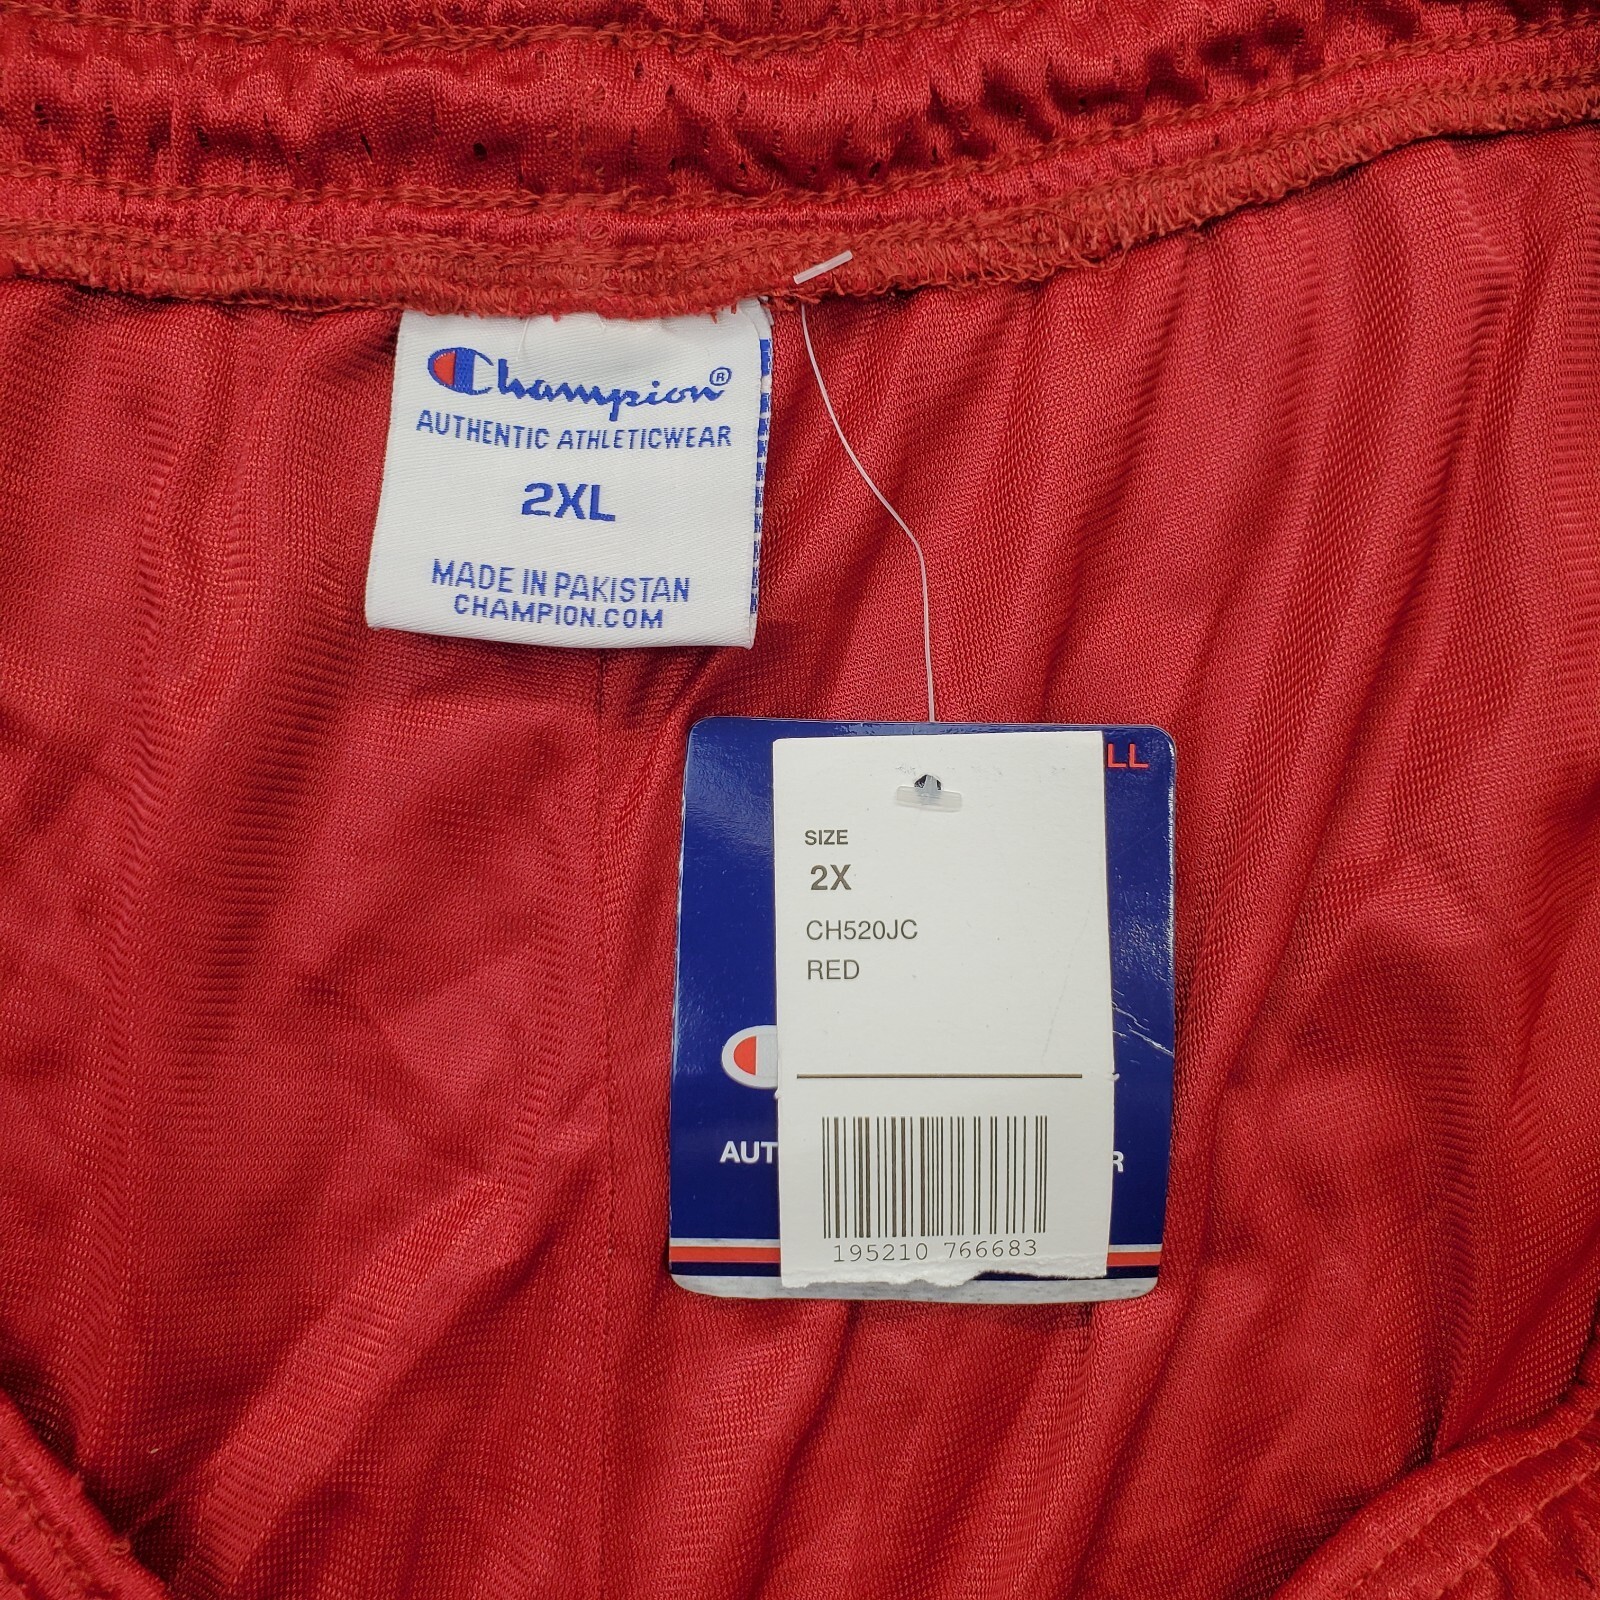 Champion®
AUTHENTIC ATHLETICWEAR
2XL
MADE IN PAKISTAN
CHAMPION.COM
LL
SIZE
2X
CH520JC
RED
AUT
R
195210 766683